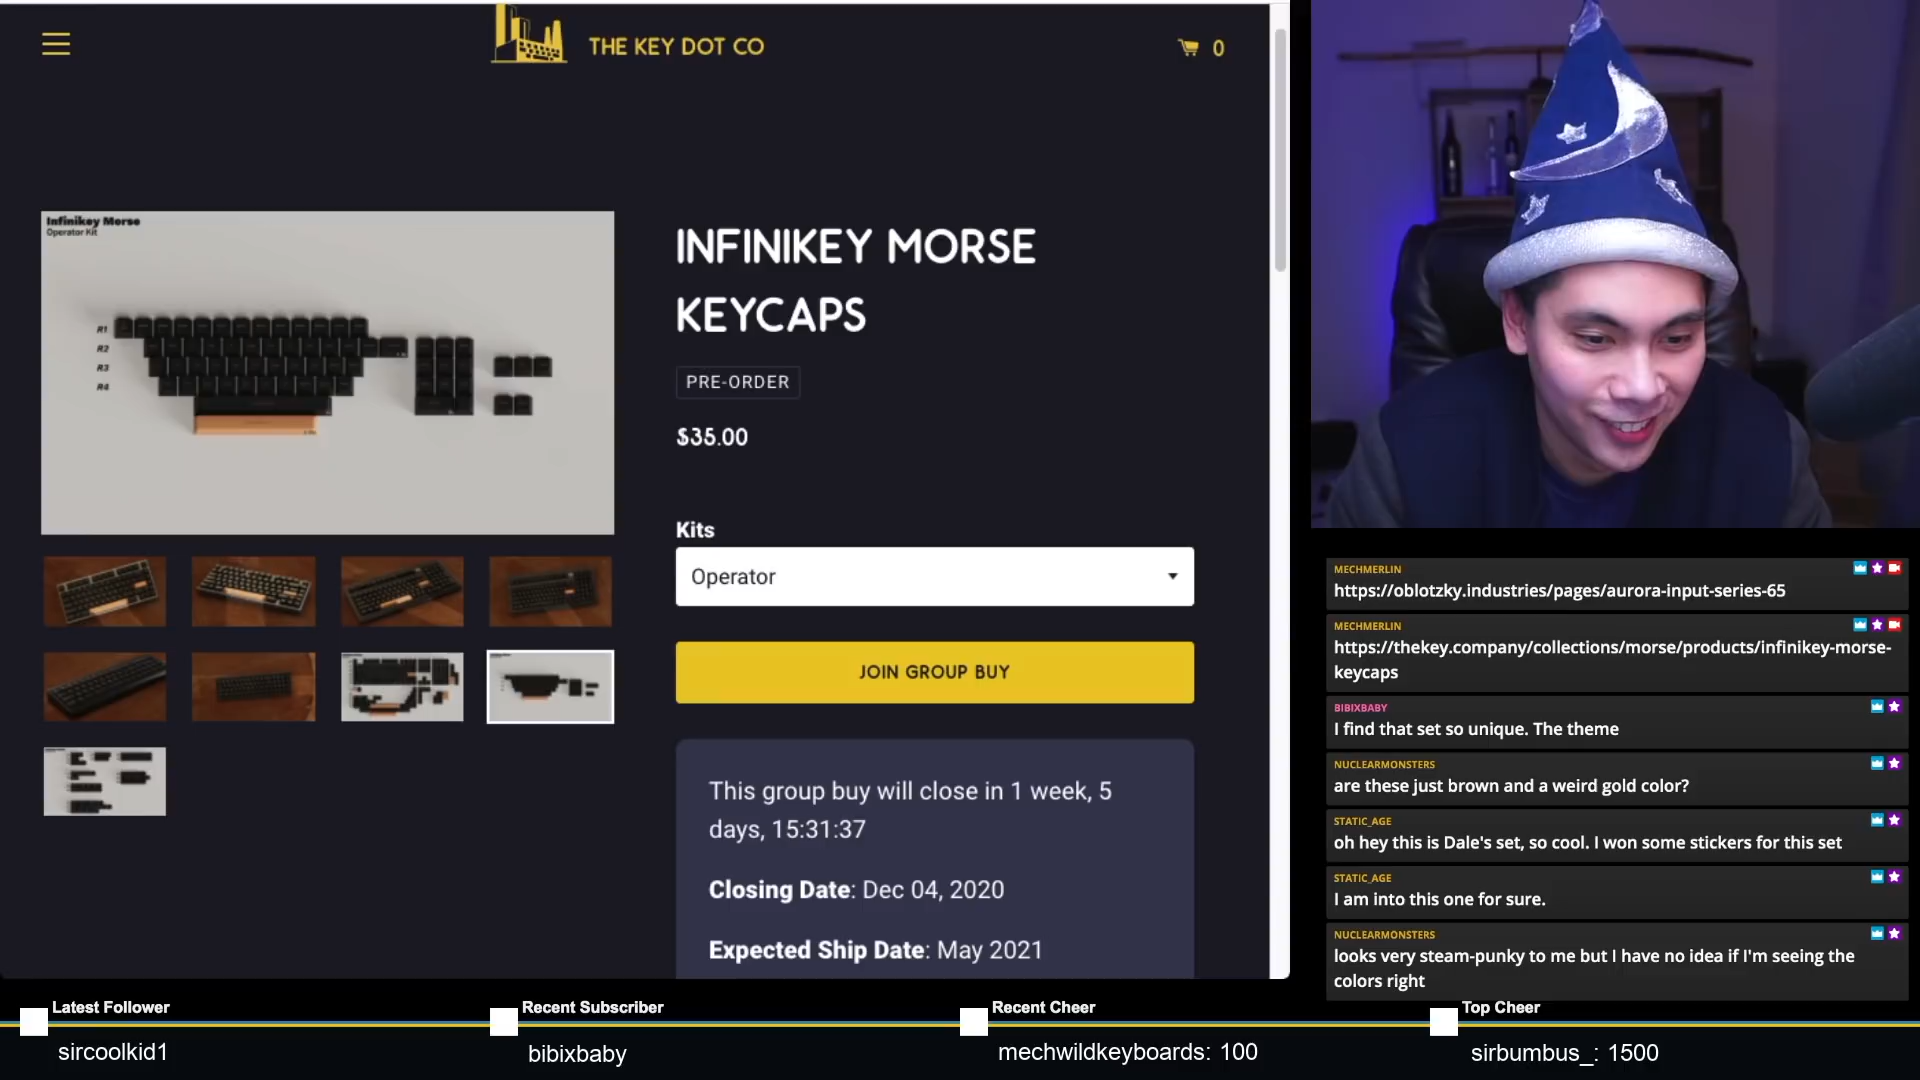 THE KEY DOT CO
0
Infinikey Morse
Operator Kit
R1
R2
R3
R4
INFINIKEY MORSE
KEYCAPS
PRE-ORDER
$35.00
Kits
Operator
JOIN GROUP BUY
This group buy will close in 1 week, 5
days, 15:31:37
Closing Date: Dec 04, 2020
Expected Ship Date: May 2021
MECHMERLIN
https://oblotzky.industries/pages/aurora-input-series-65
MECHMERLIN
https://thekey.company/collections/morse/products/infinikey-morse-
keycaps
BIBIXBABY
I find that set so unique. The theme
NUCLEARMONSTERS
are these just brown and a weird gold color?
STATIC_AGE
oh hey this is Dale's set, so cool. I won some stickers for this set
STATIC_AGE
I am into this one for sure.
NUCLEARMONSTERS
looks very steam-punky to me but I have no idea if I'm seeing the
colors right
Latest Follower
sircoolkid1
Recent Subscriber
bibixbaby
Recent Cheer
mechwildkeyboards: 100
Top Cheer
sirbumbus_: 1500